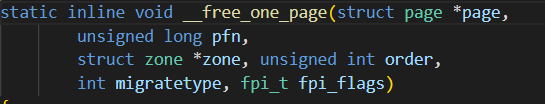 static inline void __free_one_page(struct page *page,
unsigned long pfn,
struct zone *zone, unsigned int order,
int migratetype, fpi_t fpi_flags)